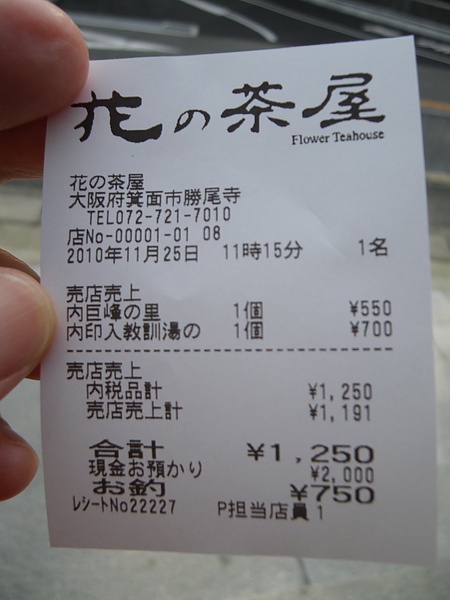 花の茶屋
Flower Teahouse
花の茶屋
大阪府箕面市勝尾寺
TEL072-721-7010
店No-00001-01 08
2010年11月25日 11時15分 1名
売店売上
内巨峰の里 1個 ¥550
内印入教訓湯の 1個 ¥700
売店売上
内税品計 ¥1,250
売店売上計 ¥1,191
合計 ¥1,250
現金お預かり ¥2,000
お釣 ¥750
レシートNo22227 P担当店員1